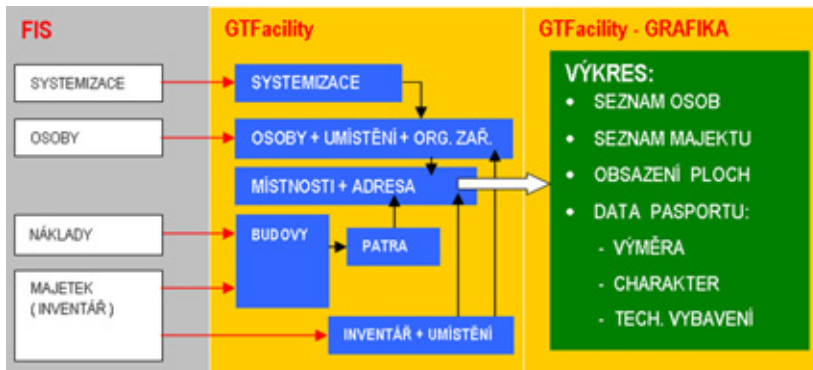 FIS
SYSTEMIZACE
OSOBY
NÁKLADY
MAJETEK
( INVENTÁŘ )
GTFacility
SYSTEMIZACE
OSOBY + UMÍSTĚNÍ + ORG. ZAŘ.
MÍSTNOSTI + ADRESA
BUDOVY
PATRA
INVENTÁŘ + UMÍSTĚNÍ
GTFacility - GRAFIKA
VÝKRES:
• SEZNAM OSOB
• SEZNAM MAJEKTU
• OBSAZENÍ PLOCH
• DATA PASPORTU:
- VÝMĚRA
- CHARAKTER
- TECH. VYBAVENÍ